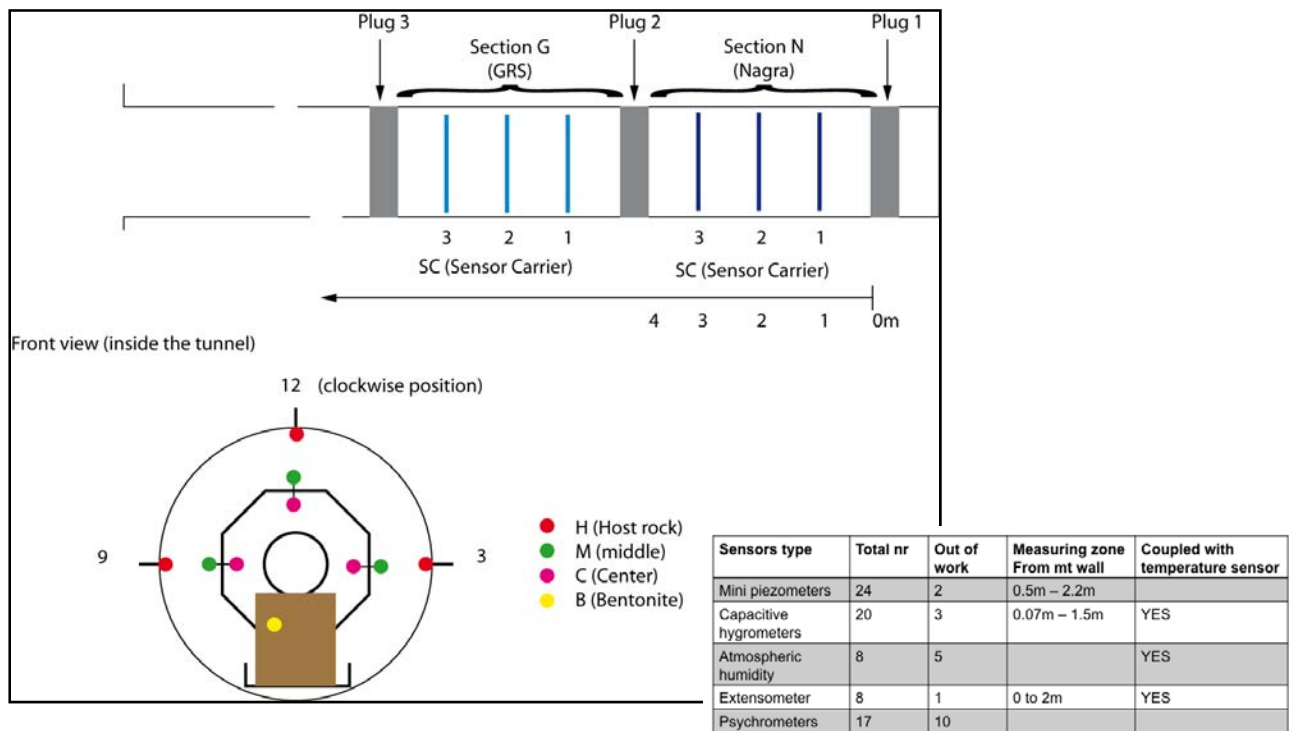 Plug 3
Plug 2
Plug 1
Section G
(GRS)
Section N
(Nagra)
3 2 1
SC (Sensor Carrier)
3 2 1
SC (Sensor Carrier)
4 3 2 1 0m
Front view (inside the tunnel)
12 (clockwise position)
9
3
H (Host rock)
M (middle)
C (Center)
B (Bentonite)
Sensors type Total nr Out of work Measuring zone From mt wall Coupled with temperature sensor
Mini piezometers 24 2 0.5m – 2.2m
Capacitive hygrometers 20 3 0.07m – 1.5m YES
Atmospheric humidity 8 5 YES
Extensometer 8 1 0 to 2m YES
Psychrometers 17 10